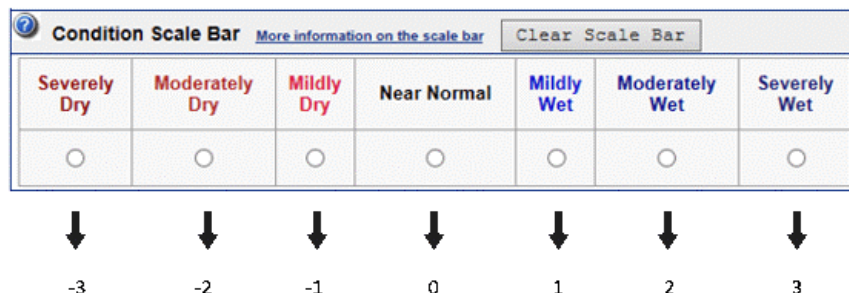 ? Condition Scale Bar More information on the scale bar Clear Scale Bar
Severely Dry Moderately Dry Mildly Dry Near Normal Mildly Wet Moderately Wet Severely Wet
-3 -2 -1 0 1 2 3